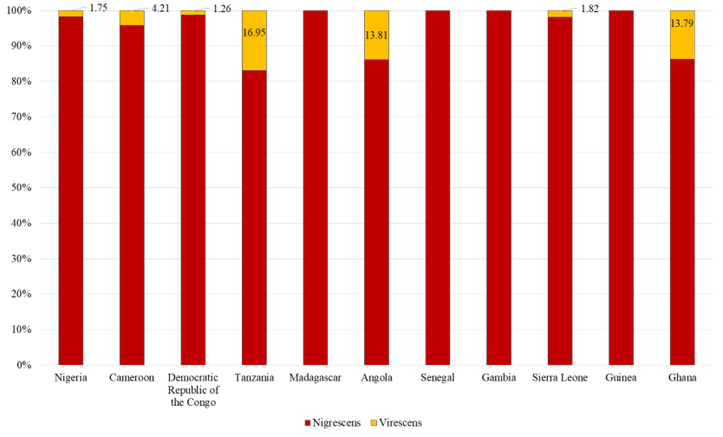 100%
90%
80%
70%
60%
50%
40%
30%
20%
10%
0%
1.75
4.21
1.26
16.95
13.81
1.82
13.79
Nigeria
Cameroon
Democratic
Republic of
the Congo
Tanzania
Madagascar
Angola
Senegal
Gambia
Sierra Leone
Guinea
Ghana
Nigrescens
Virescens